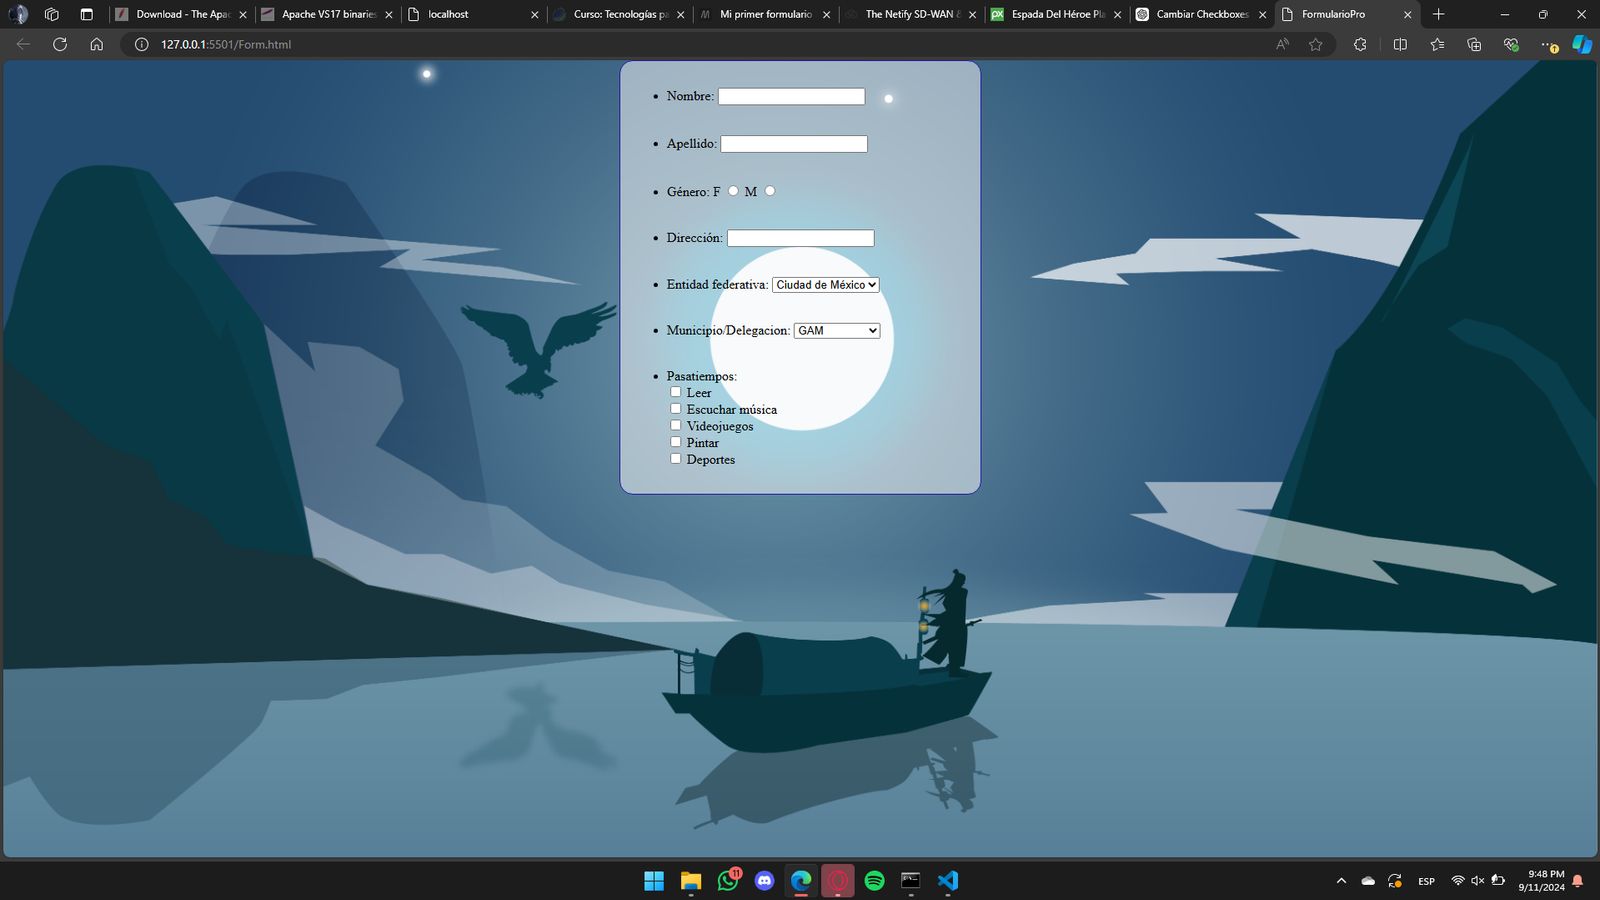 Download - The Apac
Apache VS17 binaries
localhost
Curso: Tecnologías pa
Mi primer formulario
The Netify SD-WAN &
Espada Del Héroe Pla
Cambiar Checkboxes
FormularioPro
127.0.0.1:5501/Form.html
Nombre:
Apellido:
Género: F M
Dirección:
Entidad federativa: Ciudad de México
Municipio/Delegacion: GAM
Pasatiempos:
Leer
Escuchar música
Videojuegos
Pintar
Deportes
11
ESP
9:48 PM
9/11/2024